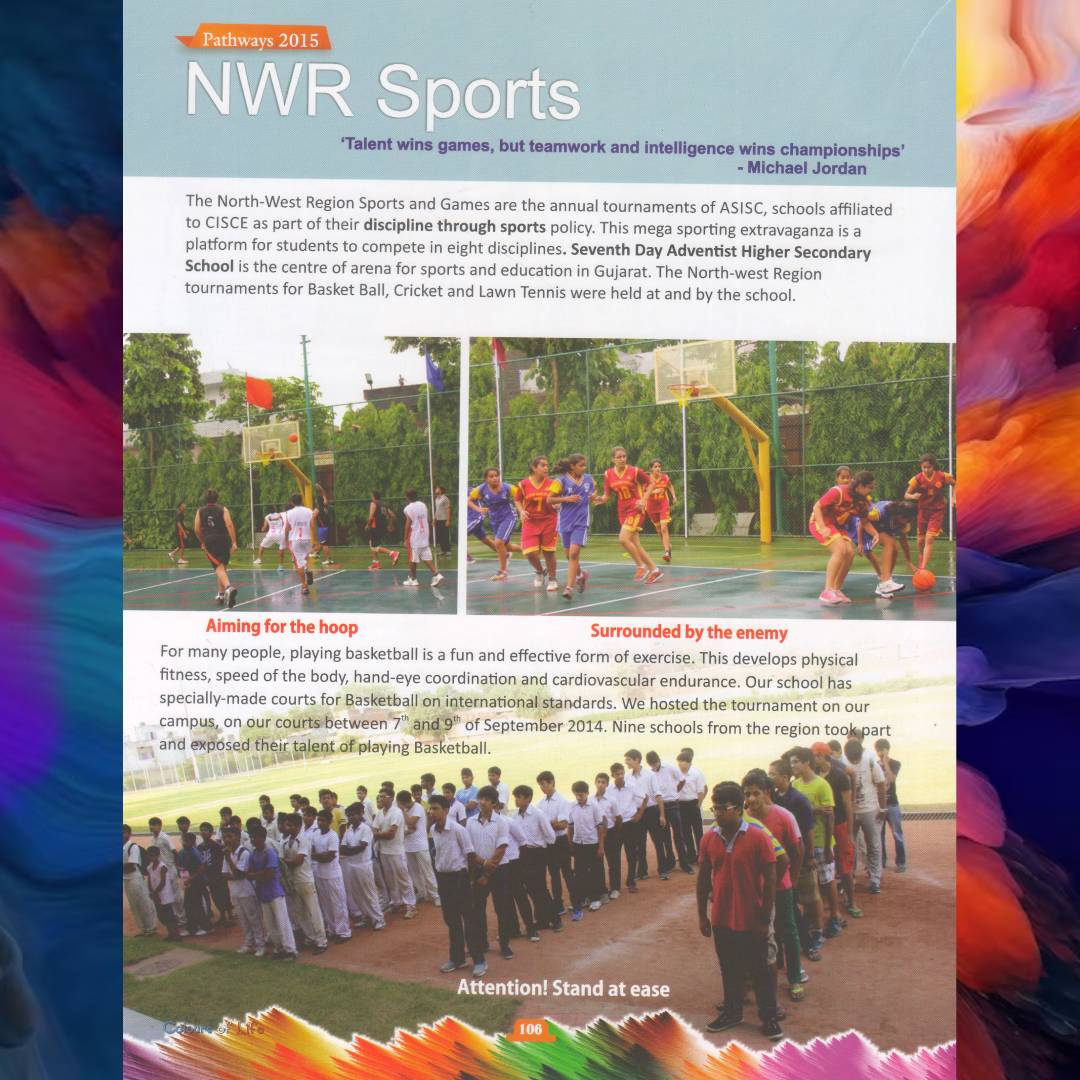 Pathways 2015
NWR Sports
‘Talent wins games, but teamwork and intelligence wins championships’
- Michael Jordan
The North-West Region Sports and Games are the annual tournaments of ASISC, schools affiliated
to CISCE as part of their discipline through sports policy. This mega sporting extravaganza is a
platform for students to compete in eight disciplines. Seventh Day Adventist Higher Secondary
School is the centre of arena for sports and education in Gujarat. The North-west Region
tournaments for Basket Ball, Cricket and Lawn Tennis were held at and by the school.
Aiming for the hoop
Surrounded by the enemy
For many people, playing basketball is a fun and effective form of exercise. This develops physical
fitness, speed of the body, hand-eye coordination and cardiovascular endurance. Our school has
specially-made courts for Basketball on international standards. We hosted the tournament on our
campus, on our courts between 7th and 9th of September 2014. Nine schools from the region took part
and exposed their talent of playing Basketball.
Attention! Stand at ease
Colours of Life
106